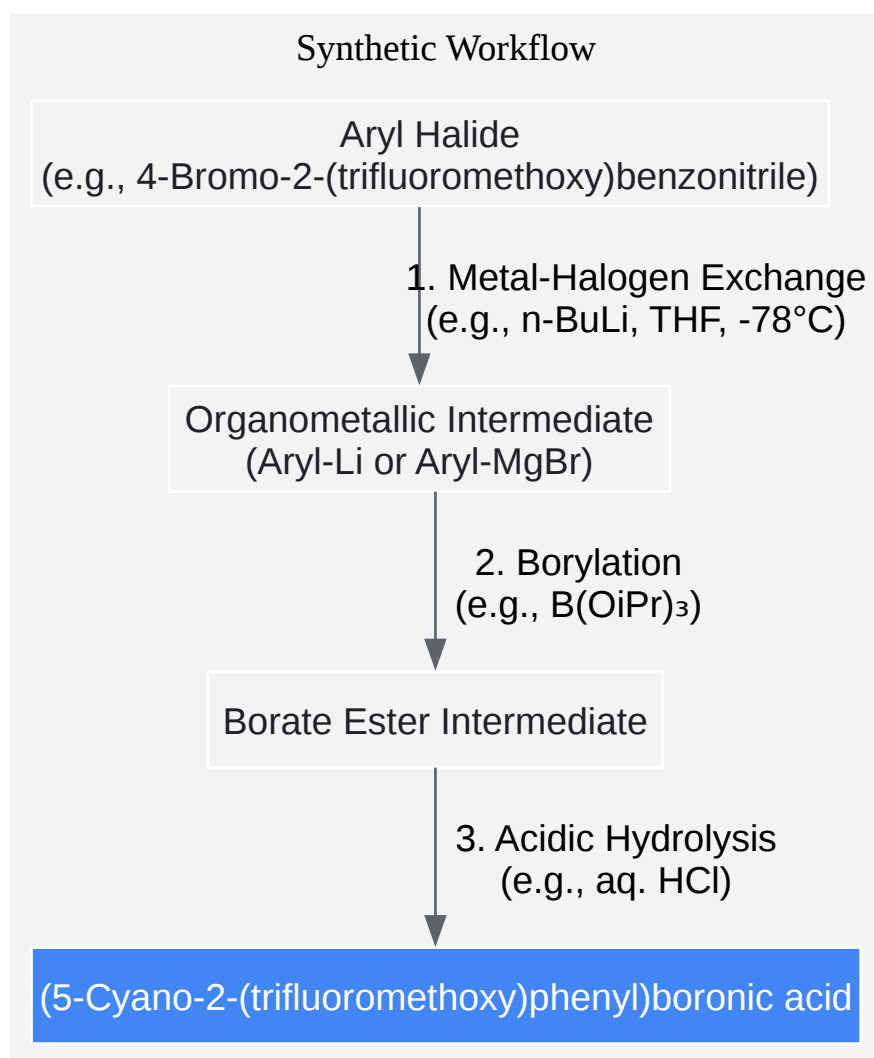 Synthetic Workflow
Aryl Halide
(e.g., 4-Bromo-2-(trifluoromethoxy)benzonitrile)
1. Metal-Halogen Exchange
(e.g., n-BuLi, THF, -78°C)
Organometallic Intermediate
(Aryl-Li or Aryl-MgBr)
2. Borylation
(e.g., B(OiPr)₃)
Borate Ester Intermediate
3. Acidic Hydrolysis
(e.g., aq. HCl)
(5-Cyano-2-(trifluoromethoxy)phenyl)boronic acid